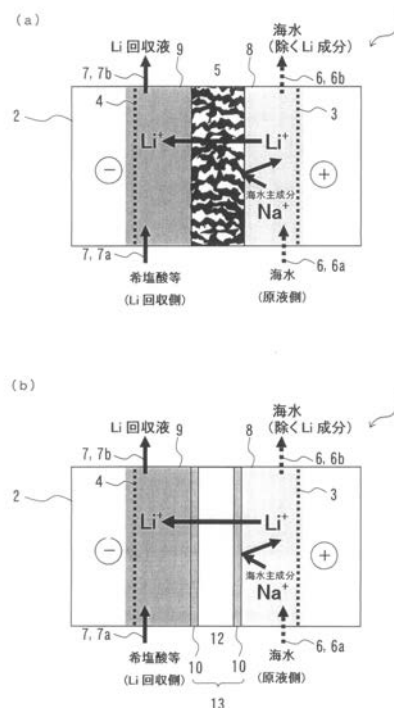 (a)
Li 回収液
7, 7b
9
5
8
海水
(除く Li 成分)
6, 6b
2
4
3
Li⁺
Li⁺
−
+
海水主成分
Na⁺
7, 7a
希塩酸等
(Li 回収側)
海水
(原液側)
6, 6a
(b)
Li 回収液
7, 7b
9
8
海水
(除く Li 成分)
6, 6b
2
4
3
Li⁺
Li⁺
−
+
海水主成分
Na⁺
7, 7a
希塩酸等
(Li 回収側)
10
12
10
海水
(原液側)
6, 6a
13